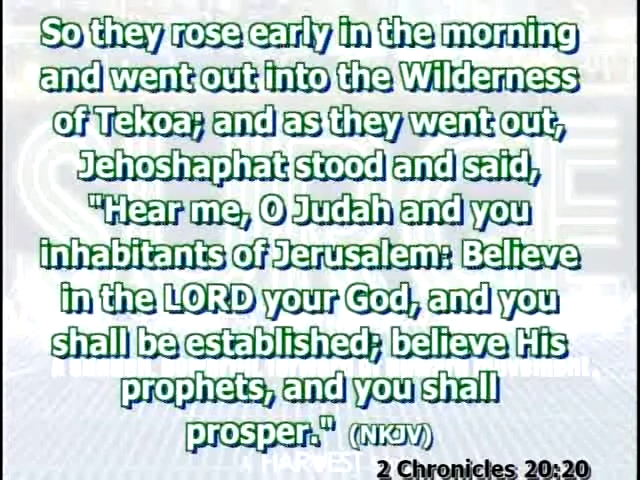 So they rose early in the morning
and went out into the Wilderness
of Tekoa; and as they went out,
Jehoshaphat stood and said,
"Hear me, O Judah and you
inhabitants of Jerusalem: Believe
in the LORD your God, and you
shall be established; believe His
prophets, and you shall
prosper." (NKJV)
HARVEST
2 Chronicles 20:20
SURGE